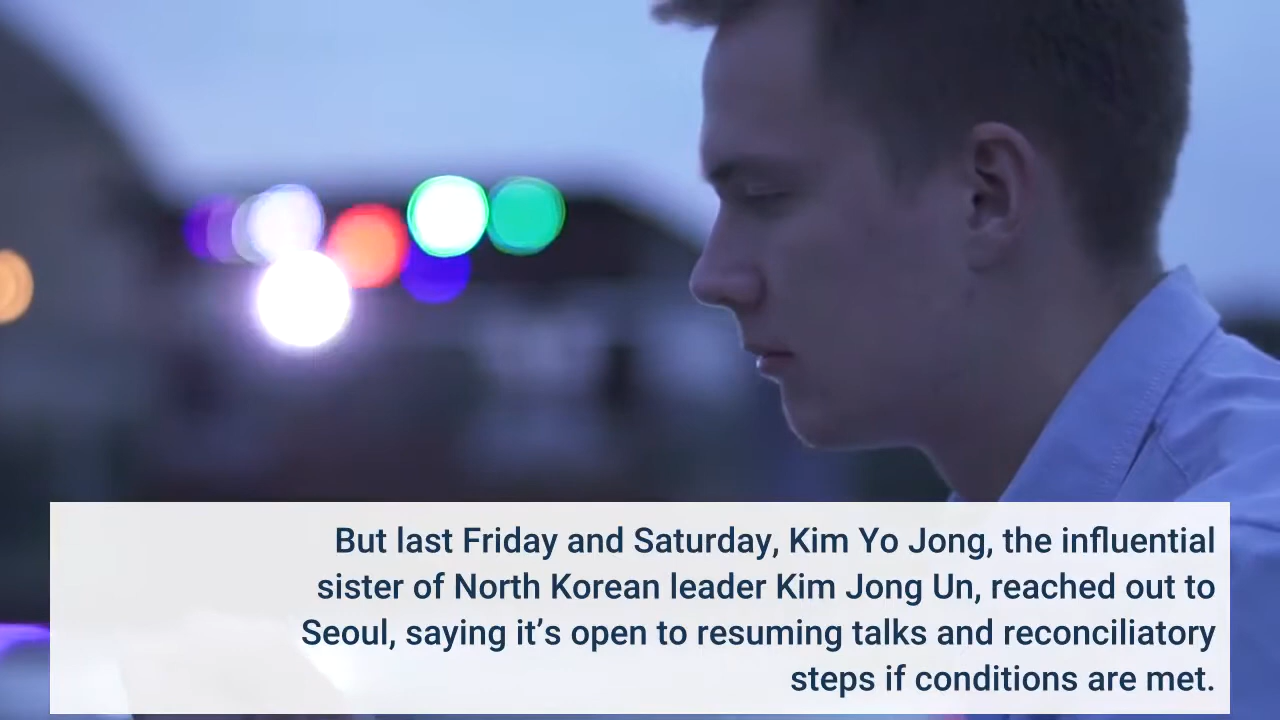 But last Friday and Saturday, Kim Yo Jong, the influential
sister of North Korean leader Kim Jong Un, reached out to
Seoul, saying it’s open to resuming talks and reconciliatory
steps if conditions are met.